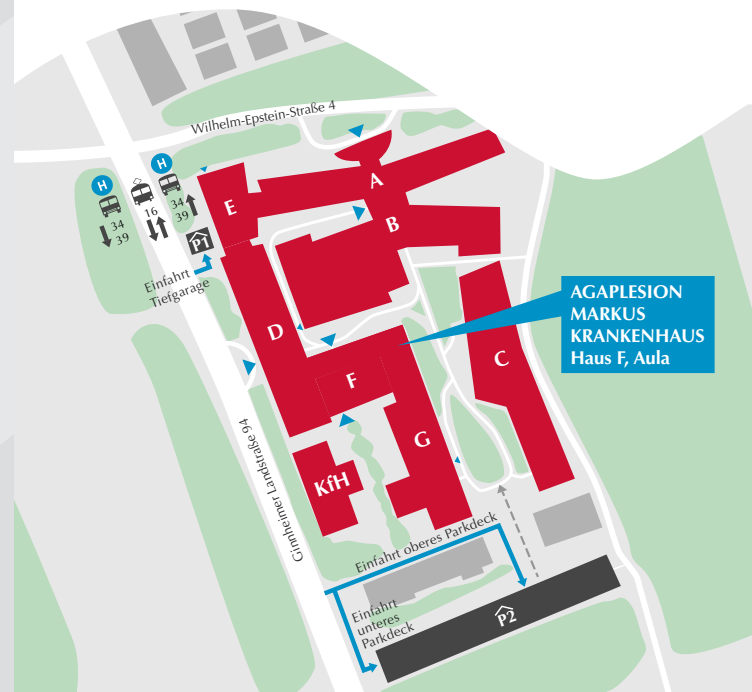 Wilhelm-Epstein-Straße 4
H
H
34
39
16
34
39
P1
Einfahrt
Tiefgarage
E
A
B
D
F
C
G
KfH
AGAPLESION
MARKUS
KRANKENHAUS
Haus F, Aula
Ginnheimer Landstraße 94
Einfahrt oberes Parkdeck
Einfahrt
unteres
Parkdeck
P2